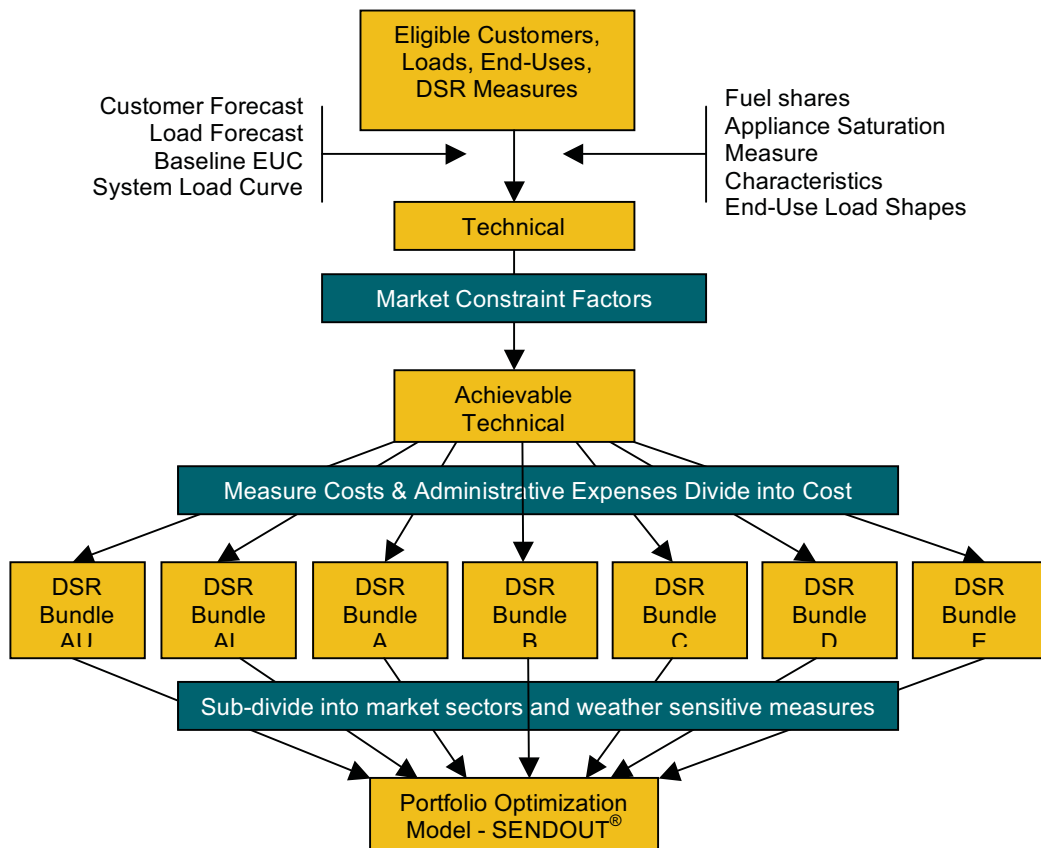 Eligible Customers,
Loads, End-Uses,
DSR Measures
Customer Forecast
Load Forecast
Baseline EUC
System Load Curve
Fuel shares
Appliance Saturation
Measure
Characteristics
End-Use Load Shapes
Technical
Market Constraint Factors
Achievable
Technical
Measure Costs & Administrative Expenses Divide into Cost
DSR
Bundle
AU
DSR
Bundle
DSR
Bundle
A
DSR
Bundle
B
DSR
Bundle
C
DSR
Bundle
D
DSR
Bundle
Sub-divide into market sectors and weather sensitive measures
Portfolio Optimization
Model - SENDOUT®